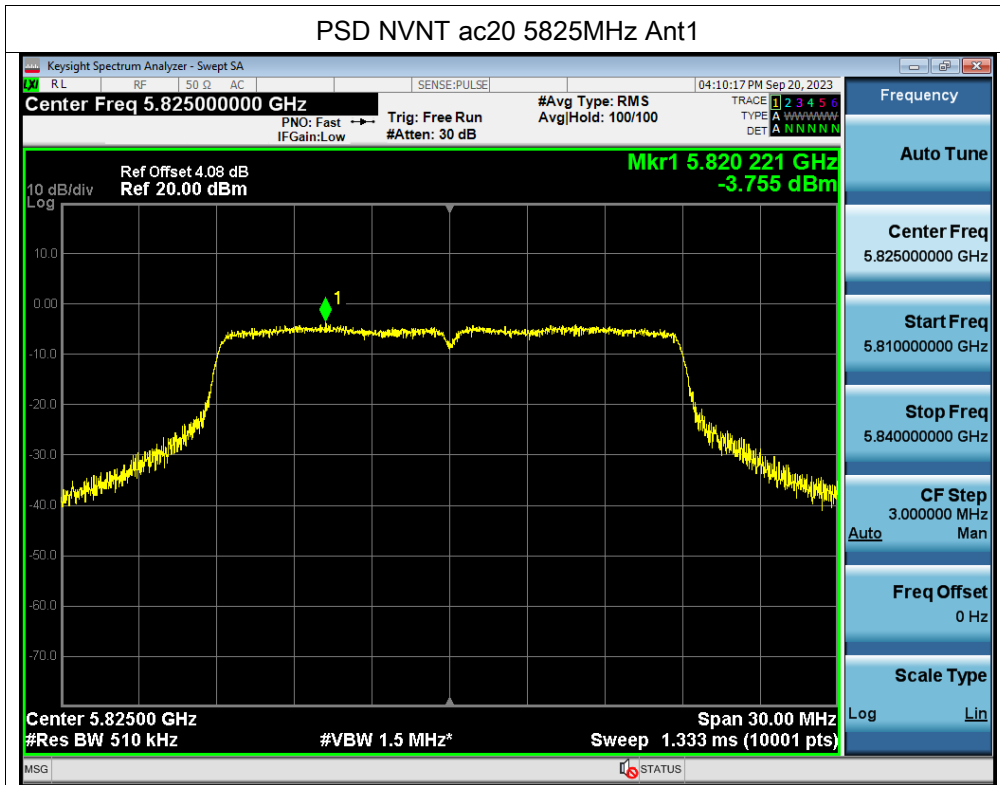 PSD NVNT ac20 5825MHz Ant1
Keysight Spectrum Analyzer - Swept SA
LXI RL RF 50 Ω AC SENSE:PULSE 04:10:17 PM Sep 20, 2023
Center Freq 5.825000000 GHz
PNO: Fast
IFGain:Low
Trig: Free Run
#Atten: 30 dB
#Avg Type: RMS
Avg|Hold: 100/100
TRACE 1 2 3 4 5 6
TYPE A WWWWW
DET A N N N N N
Ref Offset 4.08 dB
Ref 20.00 dBm
10 dB/div
Log
Mkr1 5.820 221 GHz
-3.755 dBm
10.0
0.00
-10.0
-20.0
-30.0
-40.0
-50.0
-60.0
-70.0
1
Center 5.82500 GHz
Span 30.00 MHz
#Res BW 510 kHz
#VBW 1.5 MHz*
Sweep 1.333 ms (10001 pts)
MSG
STATUS
Frequency
Auto Tune
Center Freq
5.825000000 GHz
Start Freq
5.810000000 GHz
Stop Freq
5.840000000 GHz
CF Step
3.000000 MHz
Auto Man
Freq Offset
0 Hz
Scale Type
Log Lin